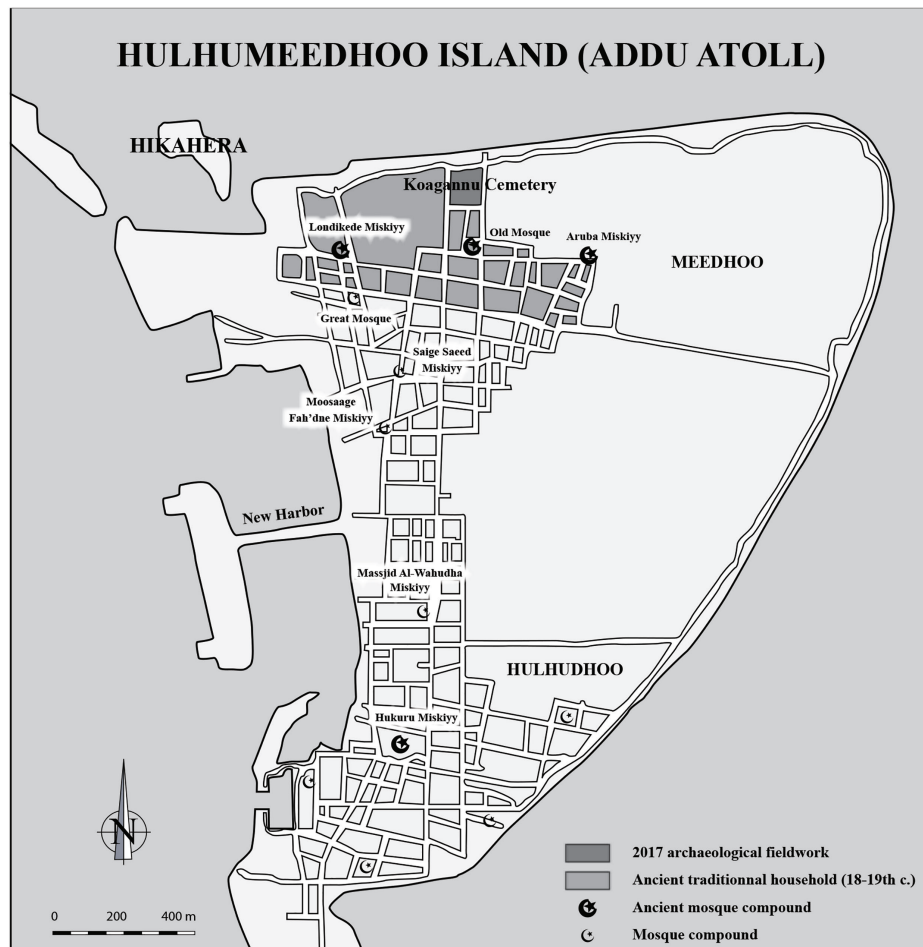 HULHUMEEDHOO ISLAND (ADDU ATOLL)
HIKAHERA
Koagannu Cemetery
Londikede Miskiyy
Old Mosque
Aruba Miskiyy
MEEDHOO
Great Mosque
Saige Saeed
Miskiyy
Moosaage
Fah'dne Miskiyy
New Harbor
Massjid Al-Wahudha
Miskiyy
HULHUDHOO
Hukuru Miskiyy
N
0 200 400 m
2017 archaeological fieldwork
Ancient traditionnal household (18-19th c.)
Ancient mosque compound
Mosque compound